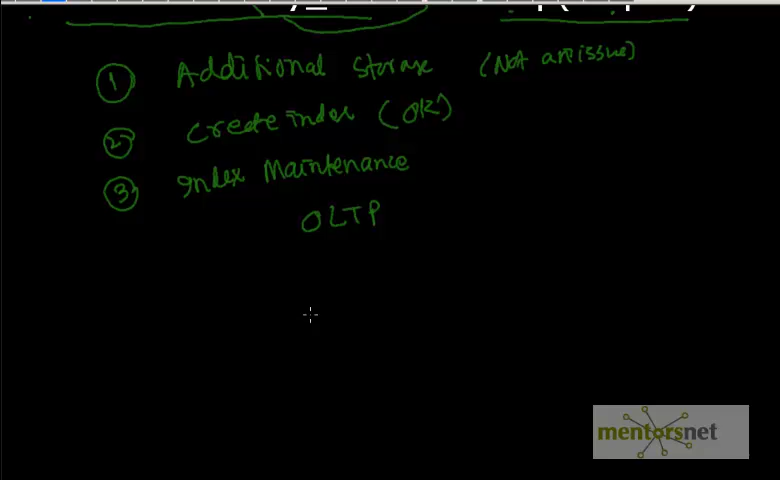 ① Additional Storage (Not an issue)
② Create index (OK)
③ Index Maintenance
OLTP
mentorsnet